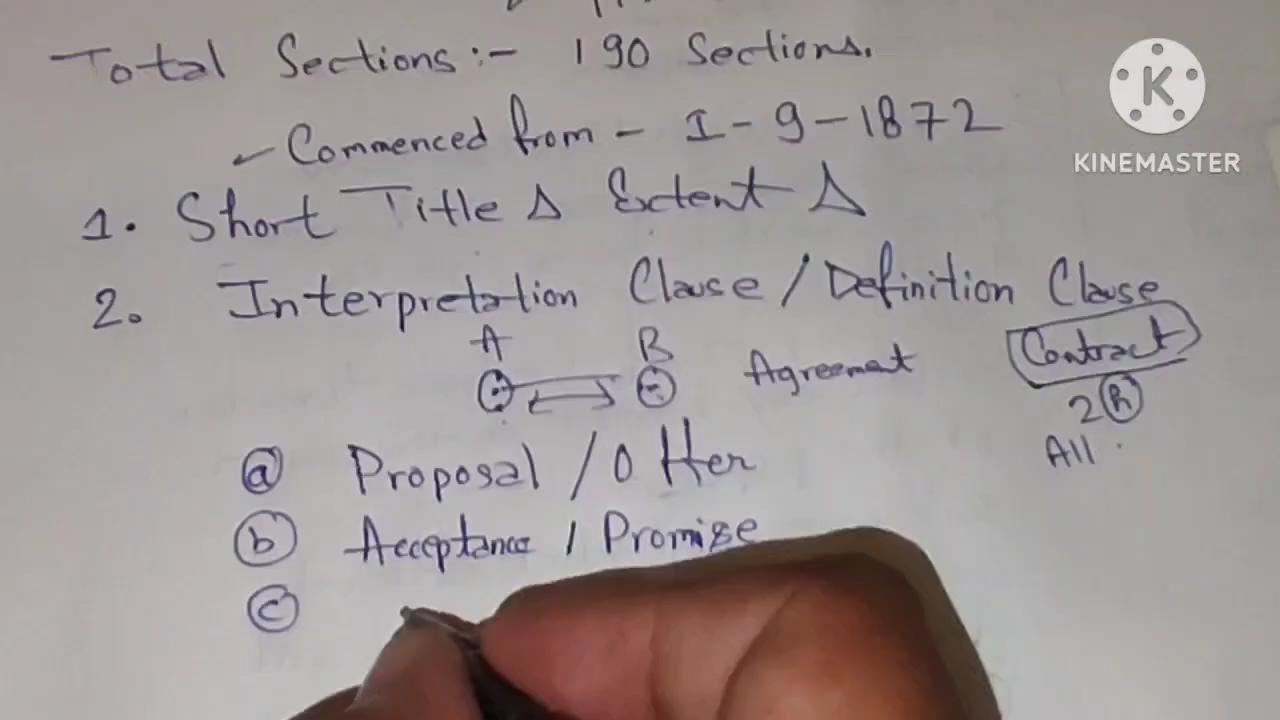 Total Sections :- 190 Sections.
Commenced from - 1-9-1872
1. Short Title Δ Extent Δ
2. Interpretation Clause / Definition Clause
A B Agreement Contract
2 h
All
a Proposal / Offer
b Acceptance / Promise
c
K
KINEMASTER